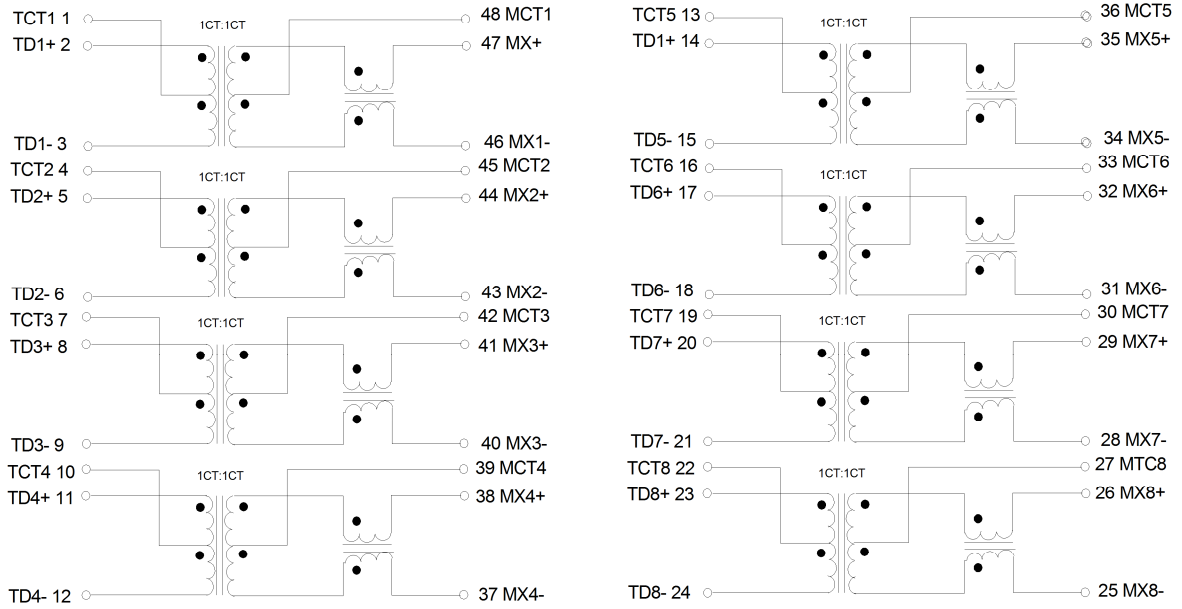 TCT1 1
1CT:1CT
48 MCT1
TD1+ 2
47 MX+
TD1- 3
46 MX1-
TCT2 4
1CT:1CT
45 MCT2
TD2+ 5
44 MX2+
TD2- 6
43 MX2-
TCT3 7
1CT:1CT
42 MCT3
TD3+ 8
41 MX3+
TD3- 9
40 MX3-
TCT4 10
1CT:1CT
39 MCT4
TD4+ 11
38 MX4+
TD4- 12
37 MX4-
TCT5 13
1CT:1CT
36 MCT5
TD1+ 14
35 MX5+
TD5- 15
34 MX5-
TCT6 16
1CT:1CT
33 MCT6
TD6+ 17
32 MX6+
TD6- 18
31 MX6-
TCT7 19
1CT:1CT
30 MCT7
TD7+ 20
29 MX7+
TD7- 21
28 MX7-
TCT8 22
1CT:1CT
27 MTC8
TD8+ 23
26 MX8+
TD8- 24
25 MX8-